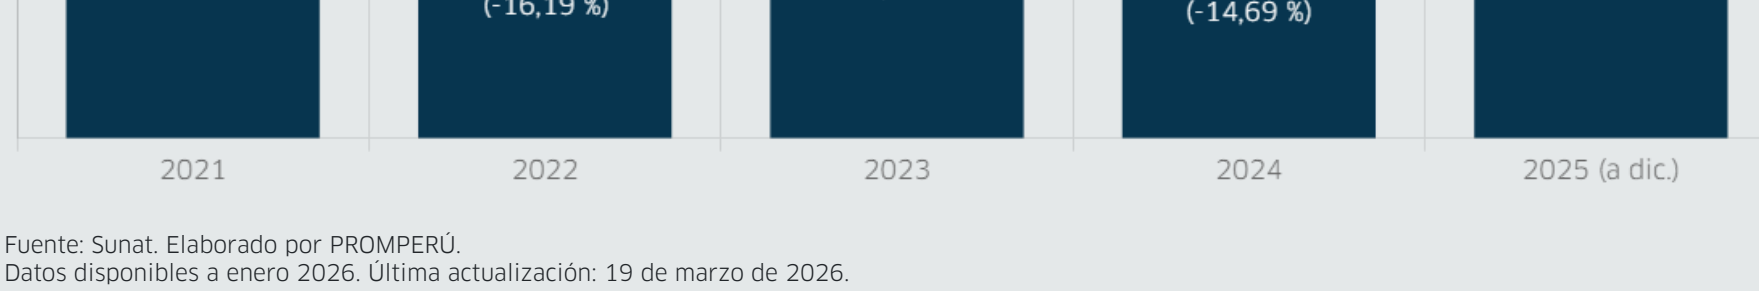 (-16,19 %)
(-14,69 %)
2021
2022
2023
2024
2025 (a dic.)
Fuente: Sunat. Elaborado por PROMPERÚ.
Datos disponibles a enero 2026. Última actualización: 19 de marzo de 2026.